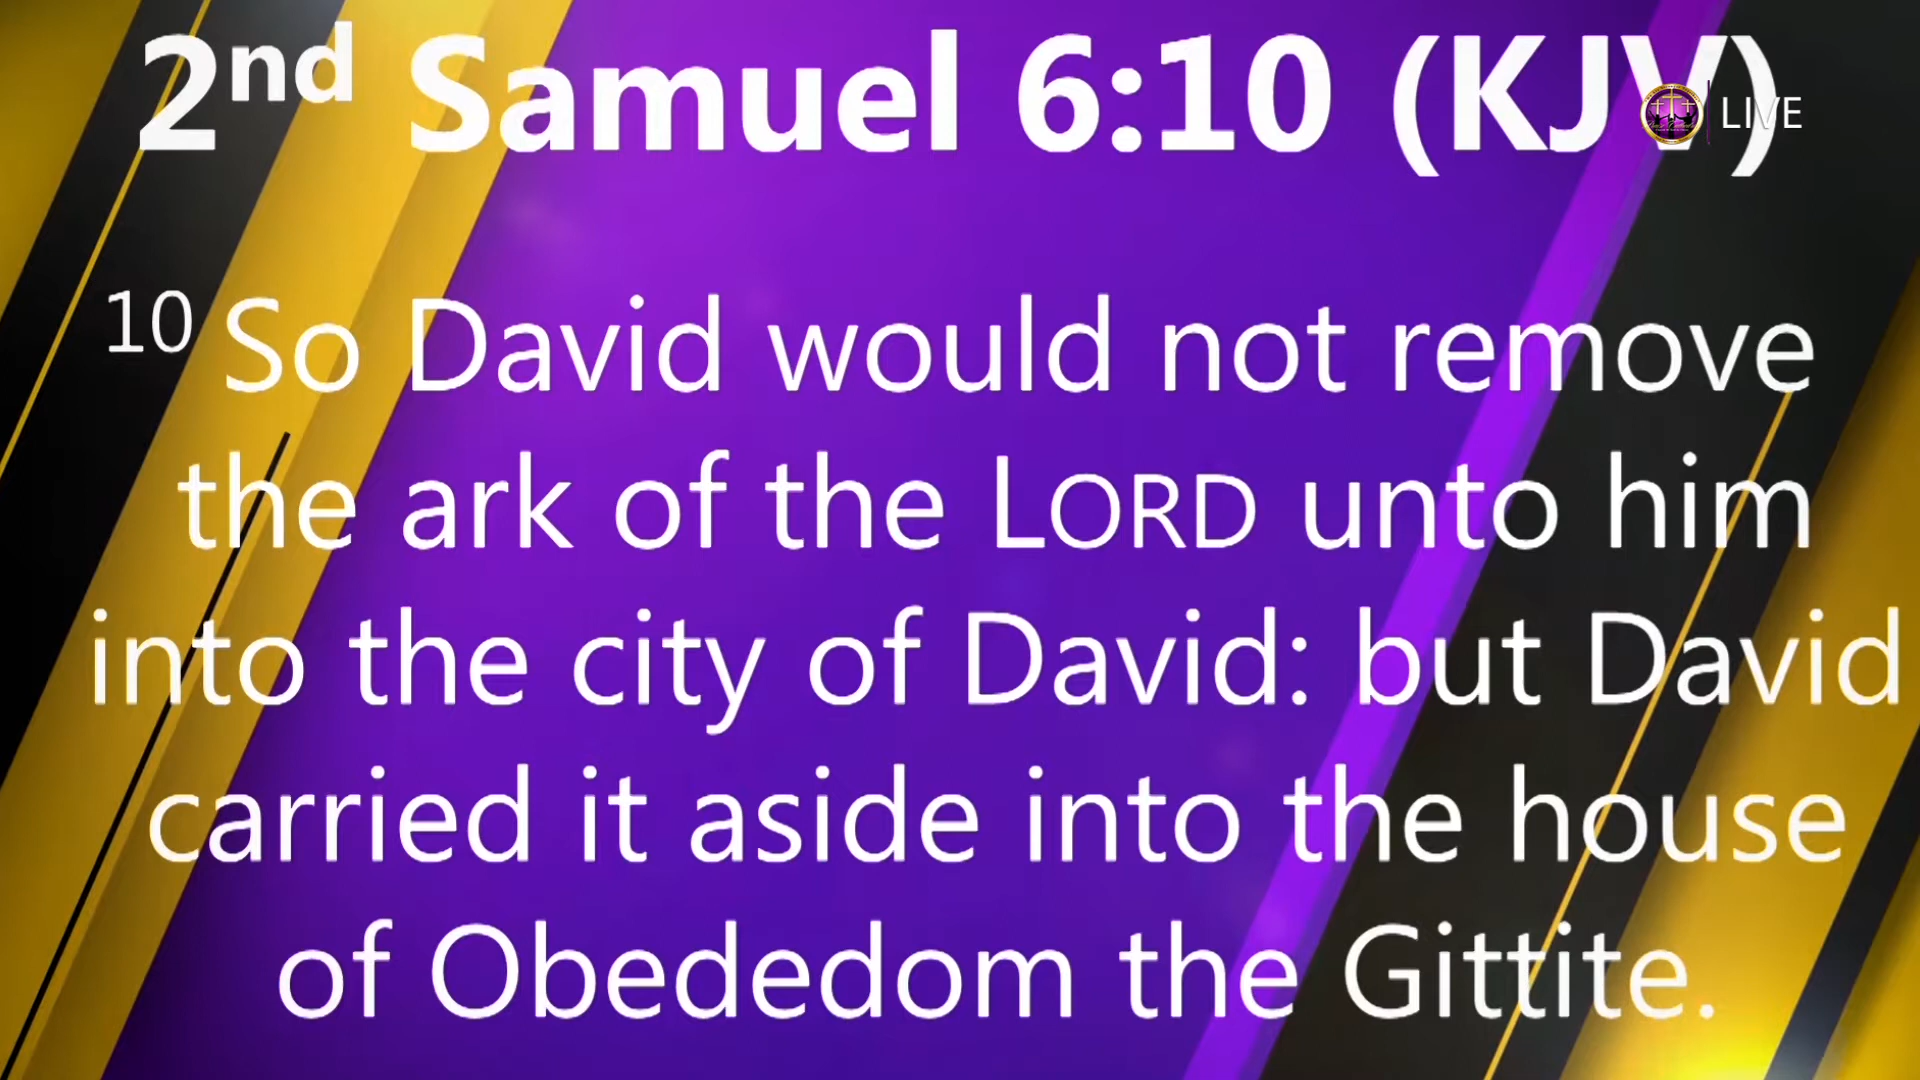 2nd Samuel 6:10 (KJV)
LIVE
10 So David would not remove
the ark of the LORD unto him
into the city of David: but David
carried it aside into the house
of Obededom the Gittite.